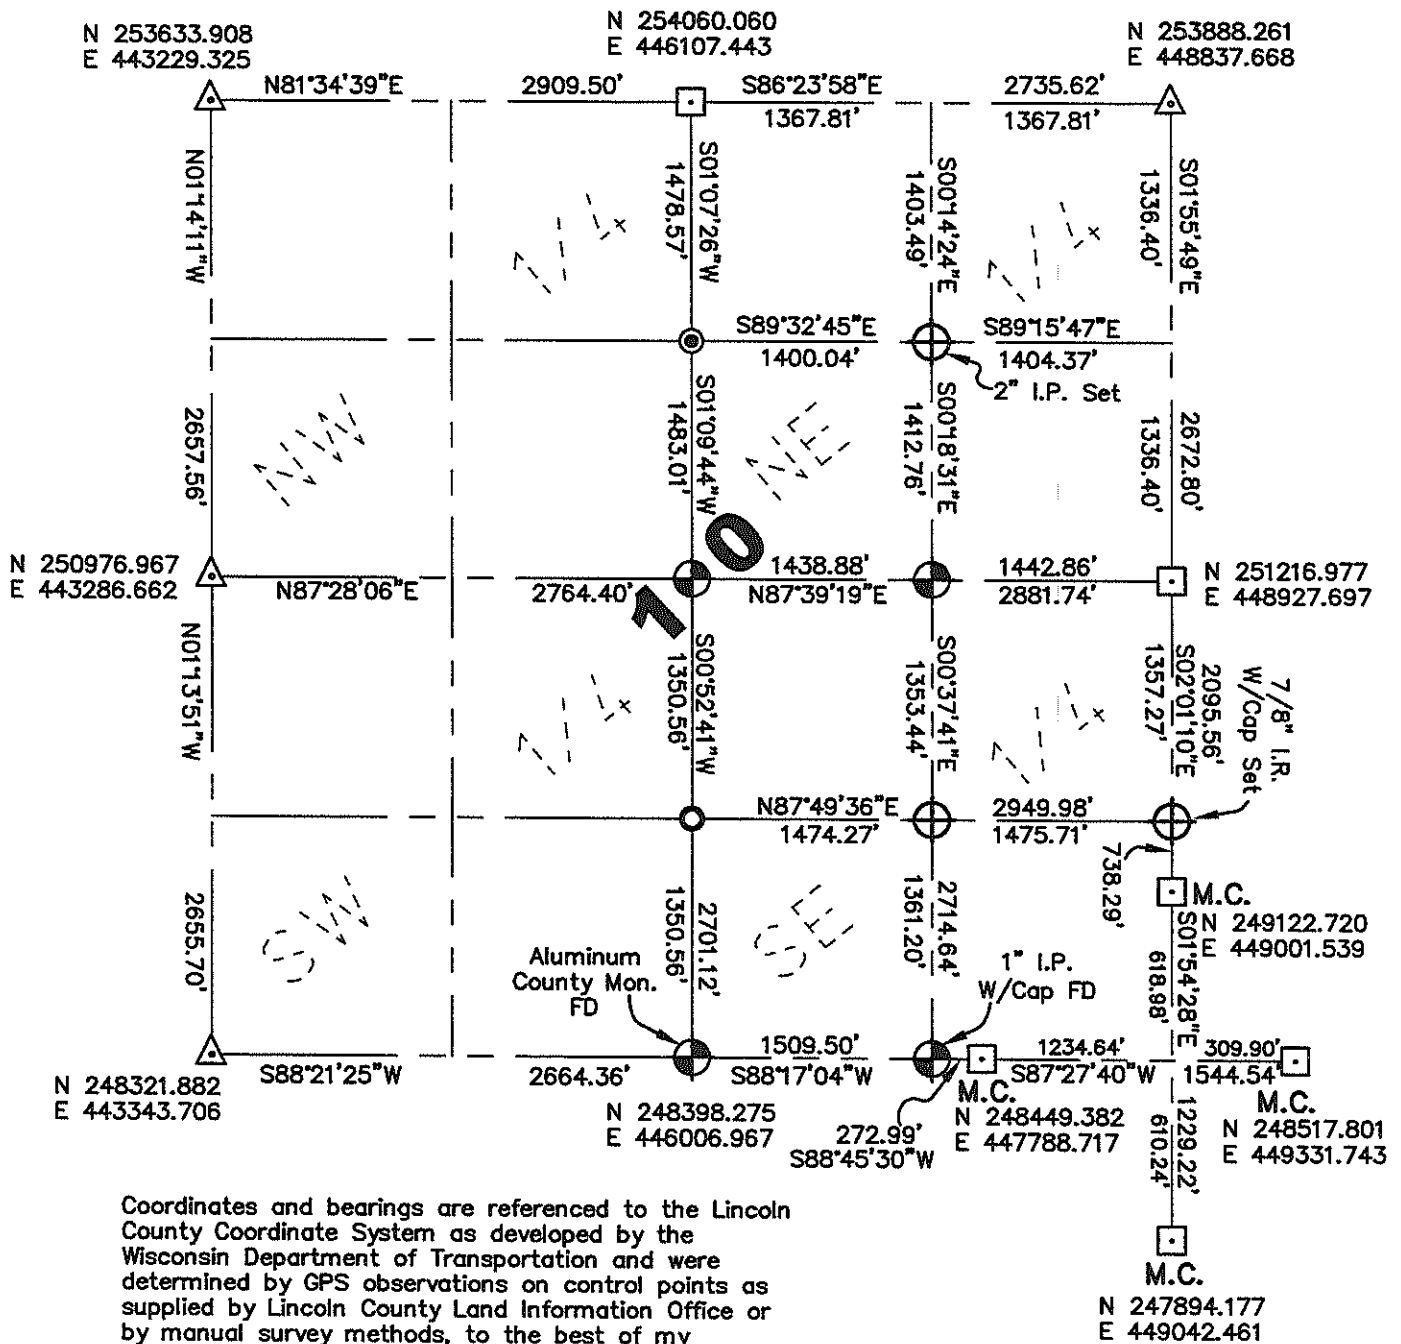 N 253633.908
E 443229.325
N 254060.060
E 446107.443
N 253888.261
E 448837.668
N81°34'39"E
2909.50'
S86°23'58"E
1367.81'
2735.62'
1367.81'
N01°14'11"W
2657.56'
S01°07'26"W
1478.57'
S00°14'24"E
1403.49'
S01°55'49"E
1336.40'
N 1/4
N 1/4
S89°32'45"E
1400.04'
S89°15'47"E
1404.37'
2" I.P. Set
NW
S01°09'44"W
1483.01'
NE
S00°18'31"E
1412.76'
2672.80'
1336.40'
10
N 250976.967
E 443286.662
N87°28'06"E
2764.40'
1438.88'
N87°39'19"E
1442.86'
2881.74'
N 251216.977
E 448927.697
N01°13'51"W
2655.70'
N 1/4
S00°52'41"W
1350.56'
S00°37'41"E
1353.44'
N 1/4
S02°01'10"E
1357.27'
2095.56'
7/8" I.R.
W/Cap Set
N87°49'36"E
1474.27'
2949.98'
1475.71'
738.29'
M.C.
N 249122.720
E 449001.539
SW
Aluminum
County Mon.
FD
2701.12'
1350.56'
SE
2714.64'
1361.20'
1" I.P.
W/Cap FD
S01°54'28"E
618.98'
S88°21'25"W
2664.36'
1509.50'
S88°17'04"W
1234.64'
S87°27'40"W
309.90'
1544.54'
N 248321.882
E 443343.706
N 248398.275
E 446006.967
272.99'
S88°45'30"W
M.C.
N 248449.382
E 447788.717
M.C.
N 248517.801
E 449331.743
1229.22'
610.24'
M.C.
N 247894.177
E 449042.461
Coordinates and bearings are referenced to the Lincoln
County Coordinate System as developed by the
Wisconsin Department of Transportation and were
determined by GPS observations on control points as
supplied by Lincoln County Land Information Office or
by manual survey methods, to the best of my